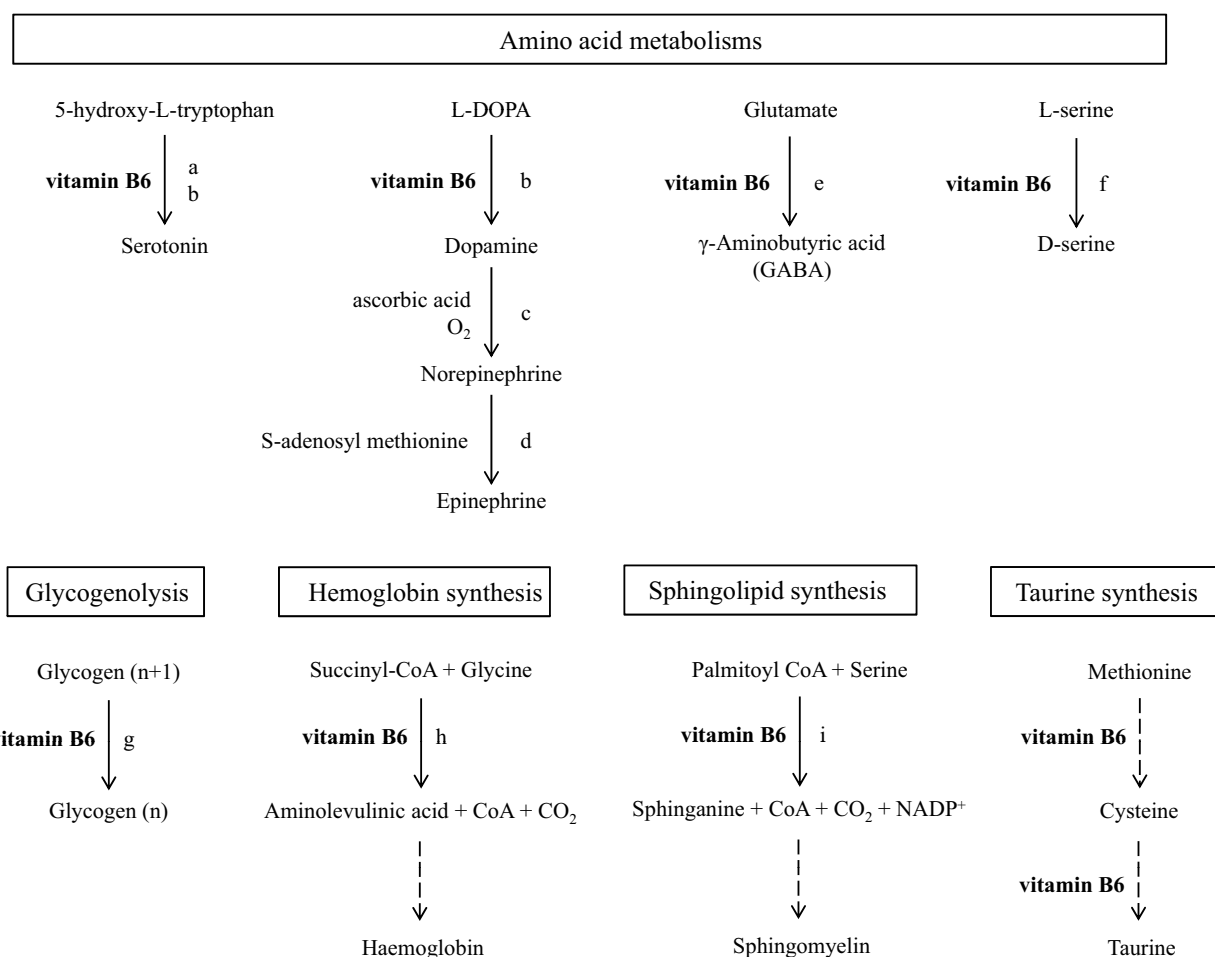 Amino acid metabolisms
5-hydroxy-L-tryptophan
vitamin B6
a
b
Serotonin
L-DOPA
vitamin B6
b
Dopamine
ascorbic acid
O₂
c
Norepinephrine
S-adenosyl methionine
d
Epinephrine
Glutamate
vitamin B6
e
γ-Aminobutyric acid
(GABA)
L-serine
vitamin B6
f
D-serine
Glycogenolysis
Glycogen (n+1)
vitamin B6
g
Glycogen (n)
Hemoglobin synthesis
Succinyl-CoA + Glycine
vitamin B6
h
Aminolevulinic acid + CoA + CO₂
Haemoglobin
Sphingolipid synthesis
Palmitoyl CoA + Serine
vitamin B6
i
Sphinganine + CoA + CO₂ + NADP⁺
Sphingomyelin
Taurine synthesis
Methionine
vitamin B6
Cysteine
vitamin B6
Taurine